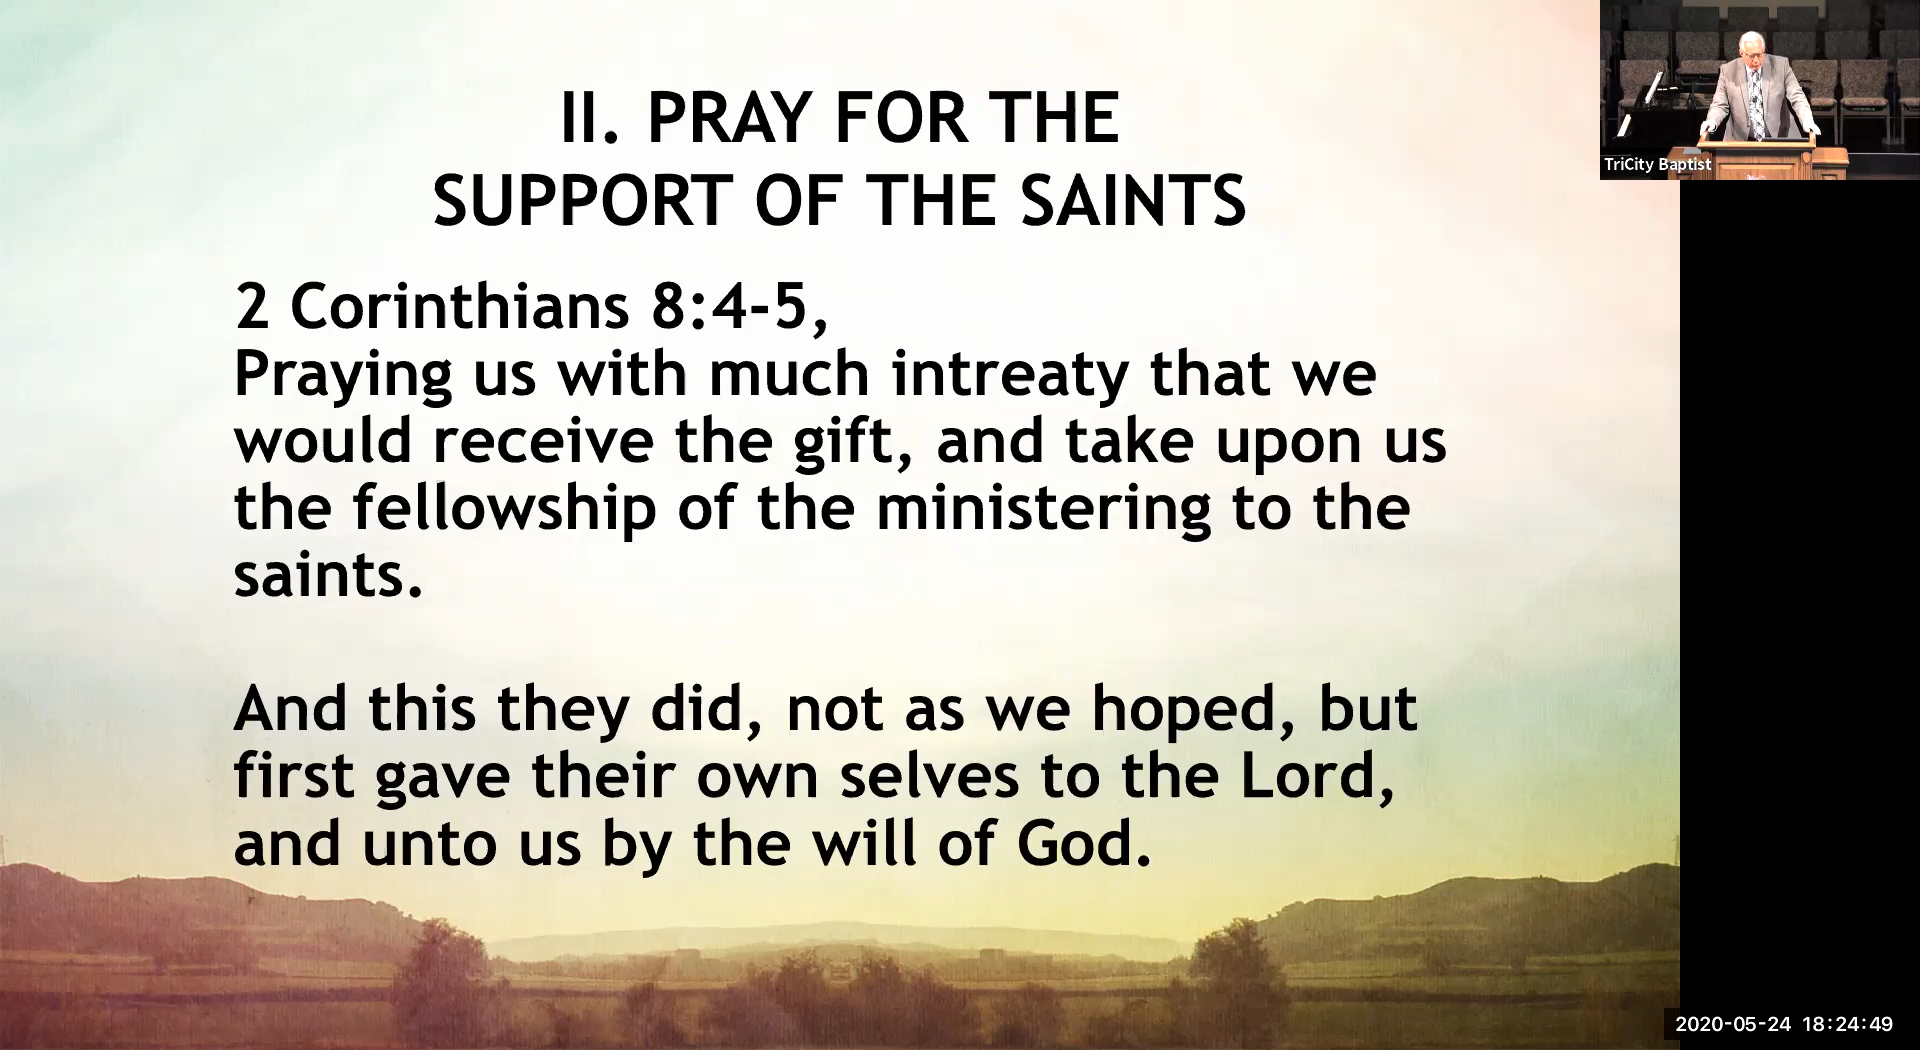 II. PRAY FOR THE
SUPPORT OF THE SAINTS
2 Corinthians 8:4-5,
Praying us with much intreaty that we
would receive the gift, and take upon us
the fellowship of the ministering to the
saints.
And this they did, not as we hoped, but
first gave their own selves to the Lord,
and unto us by the will of God.
TriCity Baptist
2020-05-24 18:24:49